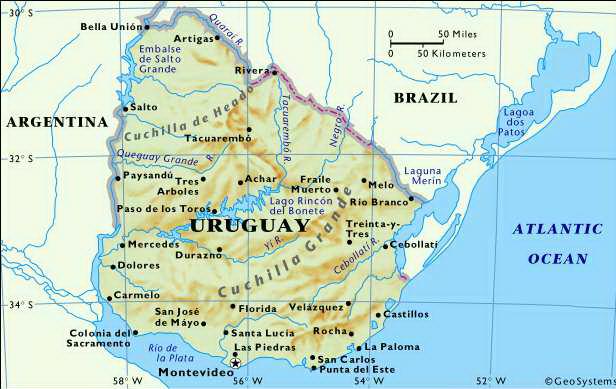 30° S
Bella Unión
Artigas
Quaraí R.
Embalse
de Salto
Grande
Rivera
0 50 Miles
0 50 Kilometers
BRAZIL
Lagoa
dos
Patos
ARGENTINA
Salto
Cuchilla de Heado
Tacuarembó
Tacuarembó R.
Negro R.
32° S
Queguay Grande R.
Laguna
Merín
Paysandú
Tres
Arboles
Achar
Fraile
Muerto
Melo
Río Branco
Paso de los Toros
Lago Rincón
del Bonete
URUGUAY
Treinta-y-
Tres
ATLANTIC
OCEAN
Mercedes
Durazno
Yí R.
Cuchilla Grande
Cebollatí R.
Cebollatí
Dolores
Carmelo
34° S
San José
de Mayo
Florida
Velázquez
Castillos
Colonia del
Sacramento
Santa Lucía
Rocha
Río de
la Plata
Las Piedras
La Paloma
Montevideo
San Carlos
Punta del Este
58° W
56° W
54° W
52° W
©GeoSystem